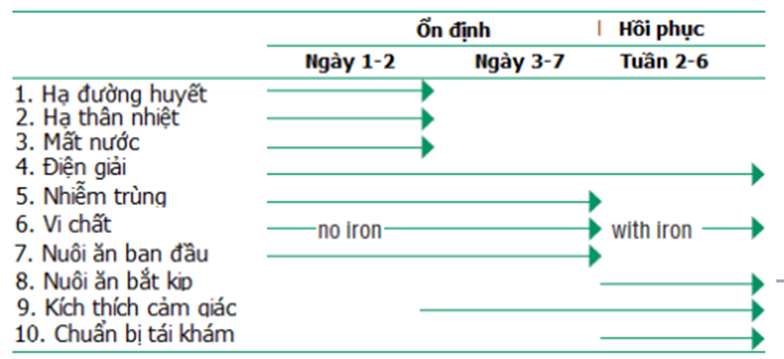 Ổn định | Hồi phục
Ngày 1-2 Ngày 3-7 Tuần 2-6
1. Hạ đường huyết
2. Hạ thân nhiệt
3. Mất nước
4. Điện giải
5. Nhiễm trùng
6. Vi chất no iron with iron
7. Nuôi ăn ban đầu
8. Nuôi ăn bắt kịp
9. Kích thích cảm giác
10. Chuẩn bị tái khám